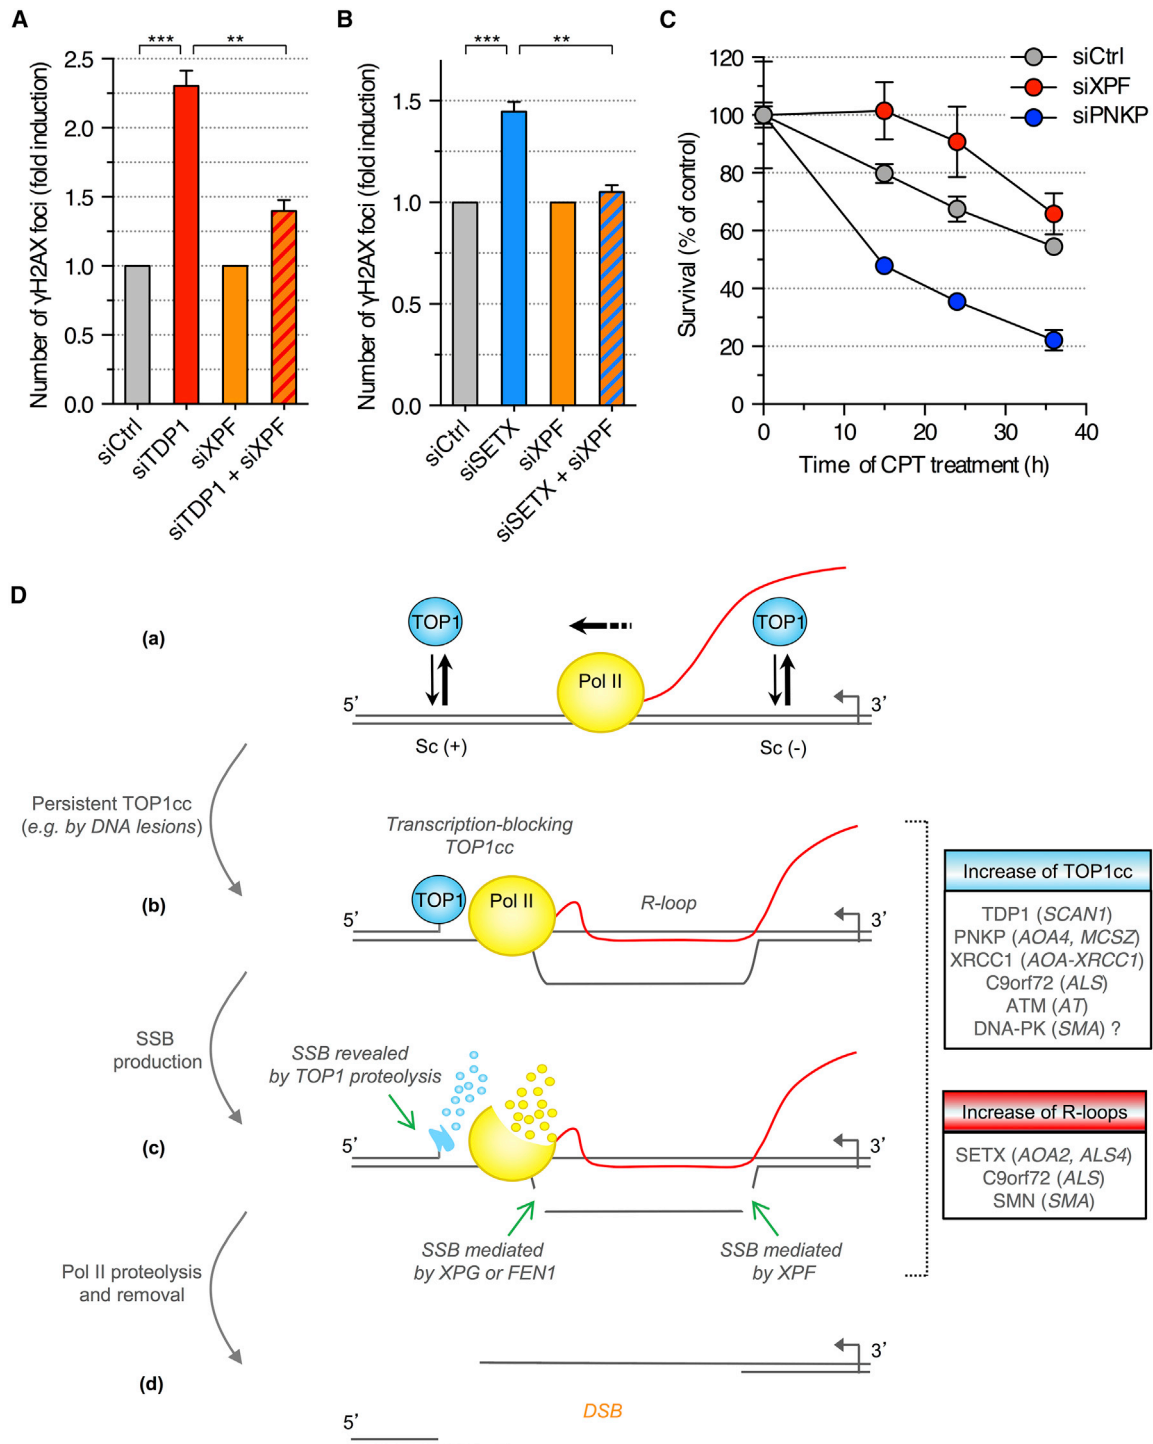 A
*** **
Number of γH2AX foci (fold induction)
2.5
2.0
1.5
1.0
0.5
0.0
siCtrl
siTDP1
siXPF
siTDP1 + siXPF
B
*** **
Number of γH2AX foci (fold induction)
1.5
1.0
0.5
0.0
siCtrl
siSETX
siXPF
siSETX + siXPF
C
siCtrl
siXPF
siPNKP
Survival (% of control)
120
100
80
60
40
20
0
0 10 20 30 40
Time of CPT treatment (h)
D
(a)
TOP1
Pol II
TOP1
5’ 3’
Sc (+) Sc (-)
Persistent TOP1cc
(e.g. by DNA lesions)
(b)
Transcription-blocking
TOP1cc
TOP1 Pol II R-loop
5’ 3’
SSB
production
(c)
SSB revealed
by TOP1 proteolysis
5’ 3’
SSB mediated
by XPG or FEN1
SSB mediated
by XPF
Pol II proteolysis
and removal
(d)
3’
DSB
5’
Increase of TOP1cc
TDP1 (SCAN1)
PNKP (AOA4, MCSZ)
XRCC1 (AOA-XRCC1)
C9orf72 (ALS)
ATM (AT)
DNA-PK (SMA) ?
Increase of R-loops
SETX (AOA2, ALS4)
C9orf72 (ALS)
SMN (SMA)